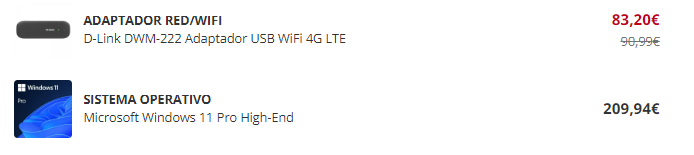 ADAPTADOR RED/WIFI
83,20€
D-Link DWM-222 Adaptador USB WiFi 4G LTE
90,99€
Windows 11
Pro
SISTEMA OPERATIVO
209,94€
Microsoft Windows 11 Pro High-End